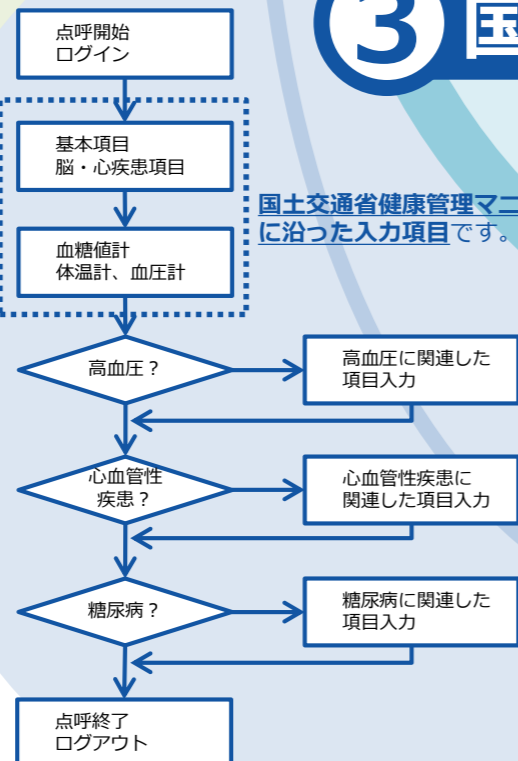 ③国
点呼開始
ログイン
基本項目
脳・心疾患項目
国土交通省健康管理マニ
に沿った入力項目です。
血糖値計
体温計、血圧計
高血圧？
高血圧に関連した
項目入力
心血管性
疾患？
心血管性疾患に
関連した項目入力
糖尿病？
糖尿病に関連した
項目入力
点呼終了
ログアウト